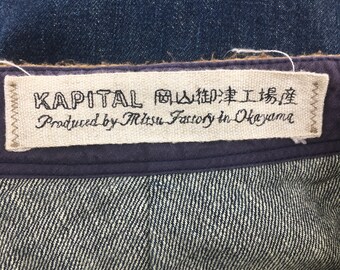 KAPITAL 岡山御津工場産
Produced by Mitsu Factory in Okayama